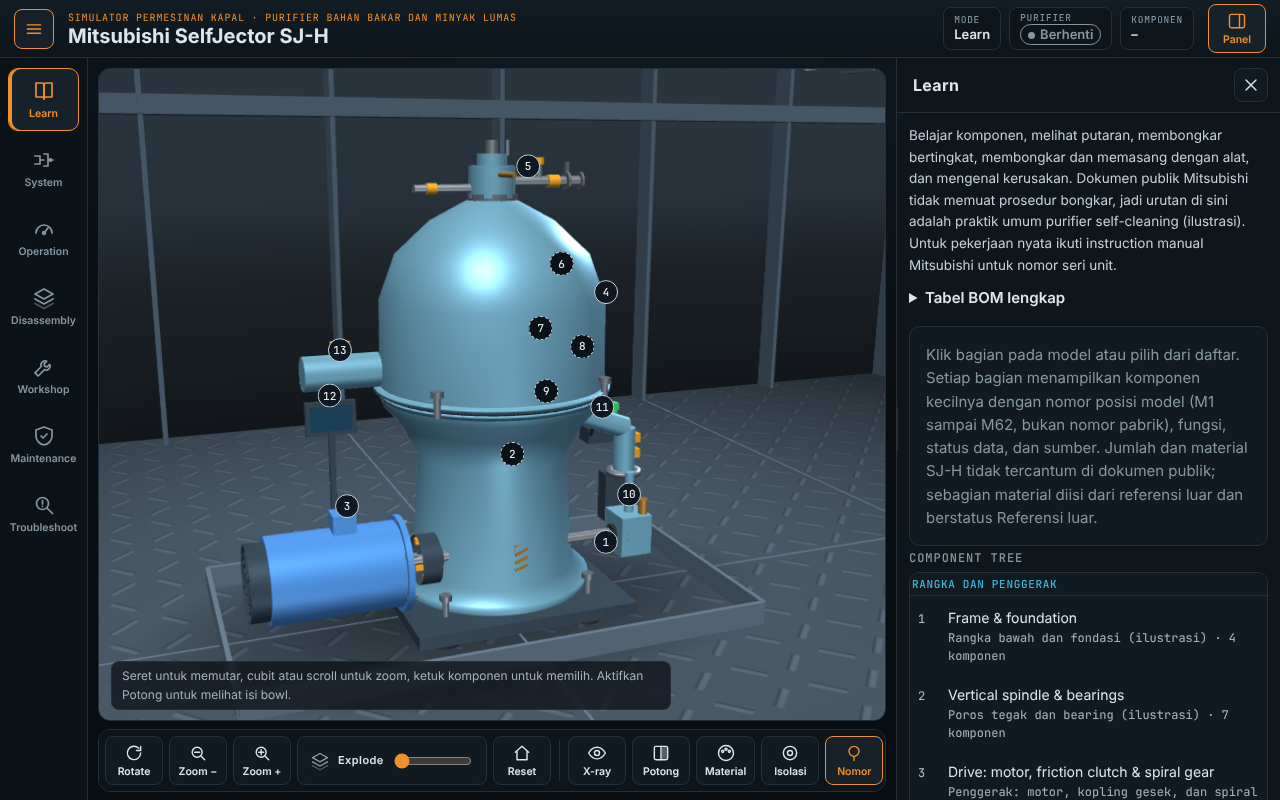 SIMULATOR PERMESINAN KAPAL · PURIFIER BAHAN BAKAR DAN MINYAK LUMAS
Mitsubishi SelfJector SJ-H
MODE
Learn
PURIFIER
Berhenti
KOMPONEN
–
Panel
Learn
System
Operation
Disassembly
Workshop
Maintenance
Troubleshoot
5
6
4
7
8
13
9
12
11
2
10
3
1
Seret untuk memutar, cubit atau scroll untuk zoom, ketuk komponen untuk memilih. Aktifkan
Potong untuk melihat isi bowl.
Rotate
Zoom –
Zoom +
Explode
Reset
X-ray
Potong
Material
Isolasi
Nomor
Learn
Belajar komponen, melihat putaran, membongkar
bertingkat, membongkar dan memasang dengan alat,
dan mengenal kerusakan. Dokumen publik Mitsubishi
tidak memuat prosedur bongkar, jadi urutan di sini
adalah praktik umum purifier self-cleaning (ilustrasi).
Untuk pekerjaan nyata ikuti instruction manual
Mitsubishi untuk nomor seri unit.
Tabel BOM lengkap
Klik bagian pada model atau pilih dari daftar.
Setiap bagian menampilkan komponen
kecilnya dengan nomor posisi model (M1
sampai M62, bukan nomor pabrik), fungsi,
status data, dan sumber. Jumlah dan material
SJ-H tidak tercantum di dokumen publik;
sebagian material diisi dari referensi luar dan
berstatus Referensi luar.
COMPONENT TREE
RANGKA DAN PENGGERAK
1 Frame & foundation
Rangka bawah dan fondasi (ilustrasi) · 4
komponen
2 Vertical spindle & bearings
Poros tegak dan bearing (ilustrasi) · 7
komponen
3 Drive: motor, friction clutch & spiral gear
Penggerak: motor, kopling gesek, dan spiral